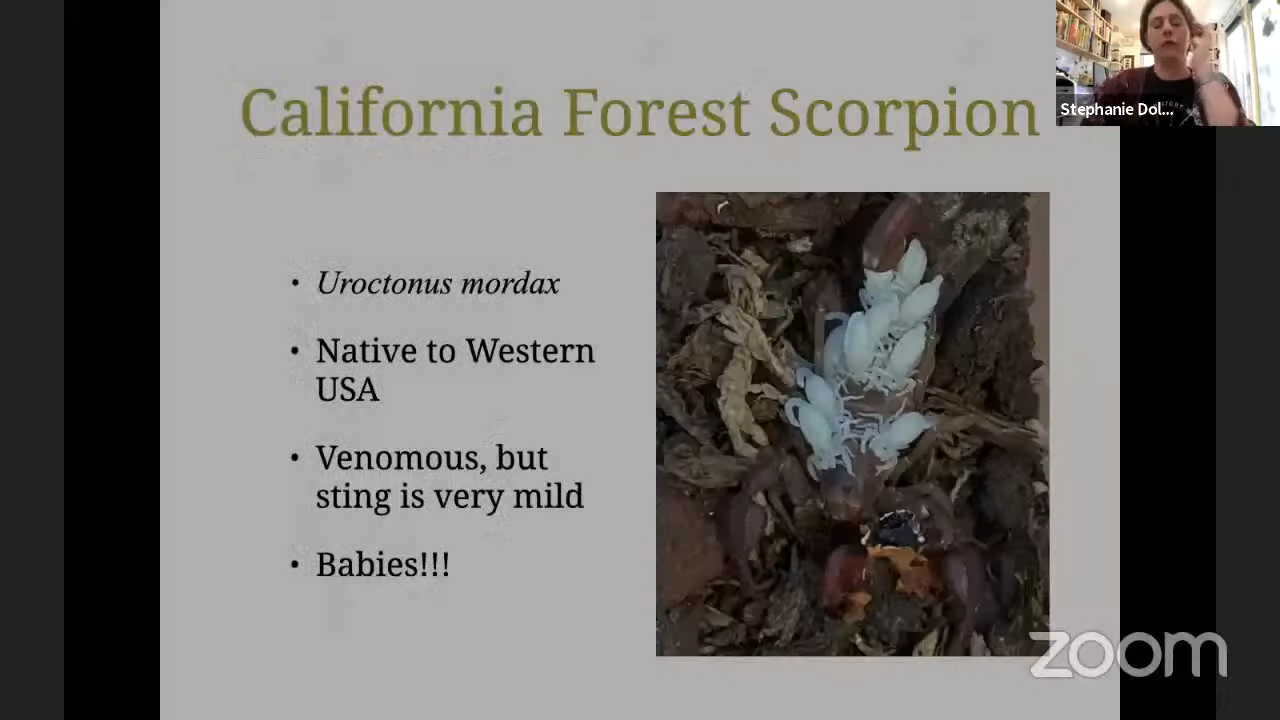 California Forest Scorpion
Stephanie Dol...
• Uroctonus mordax
• Native to Western
USA
• Venomous, but
sting is very mild
• Babies!!!
zoom